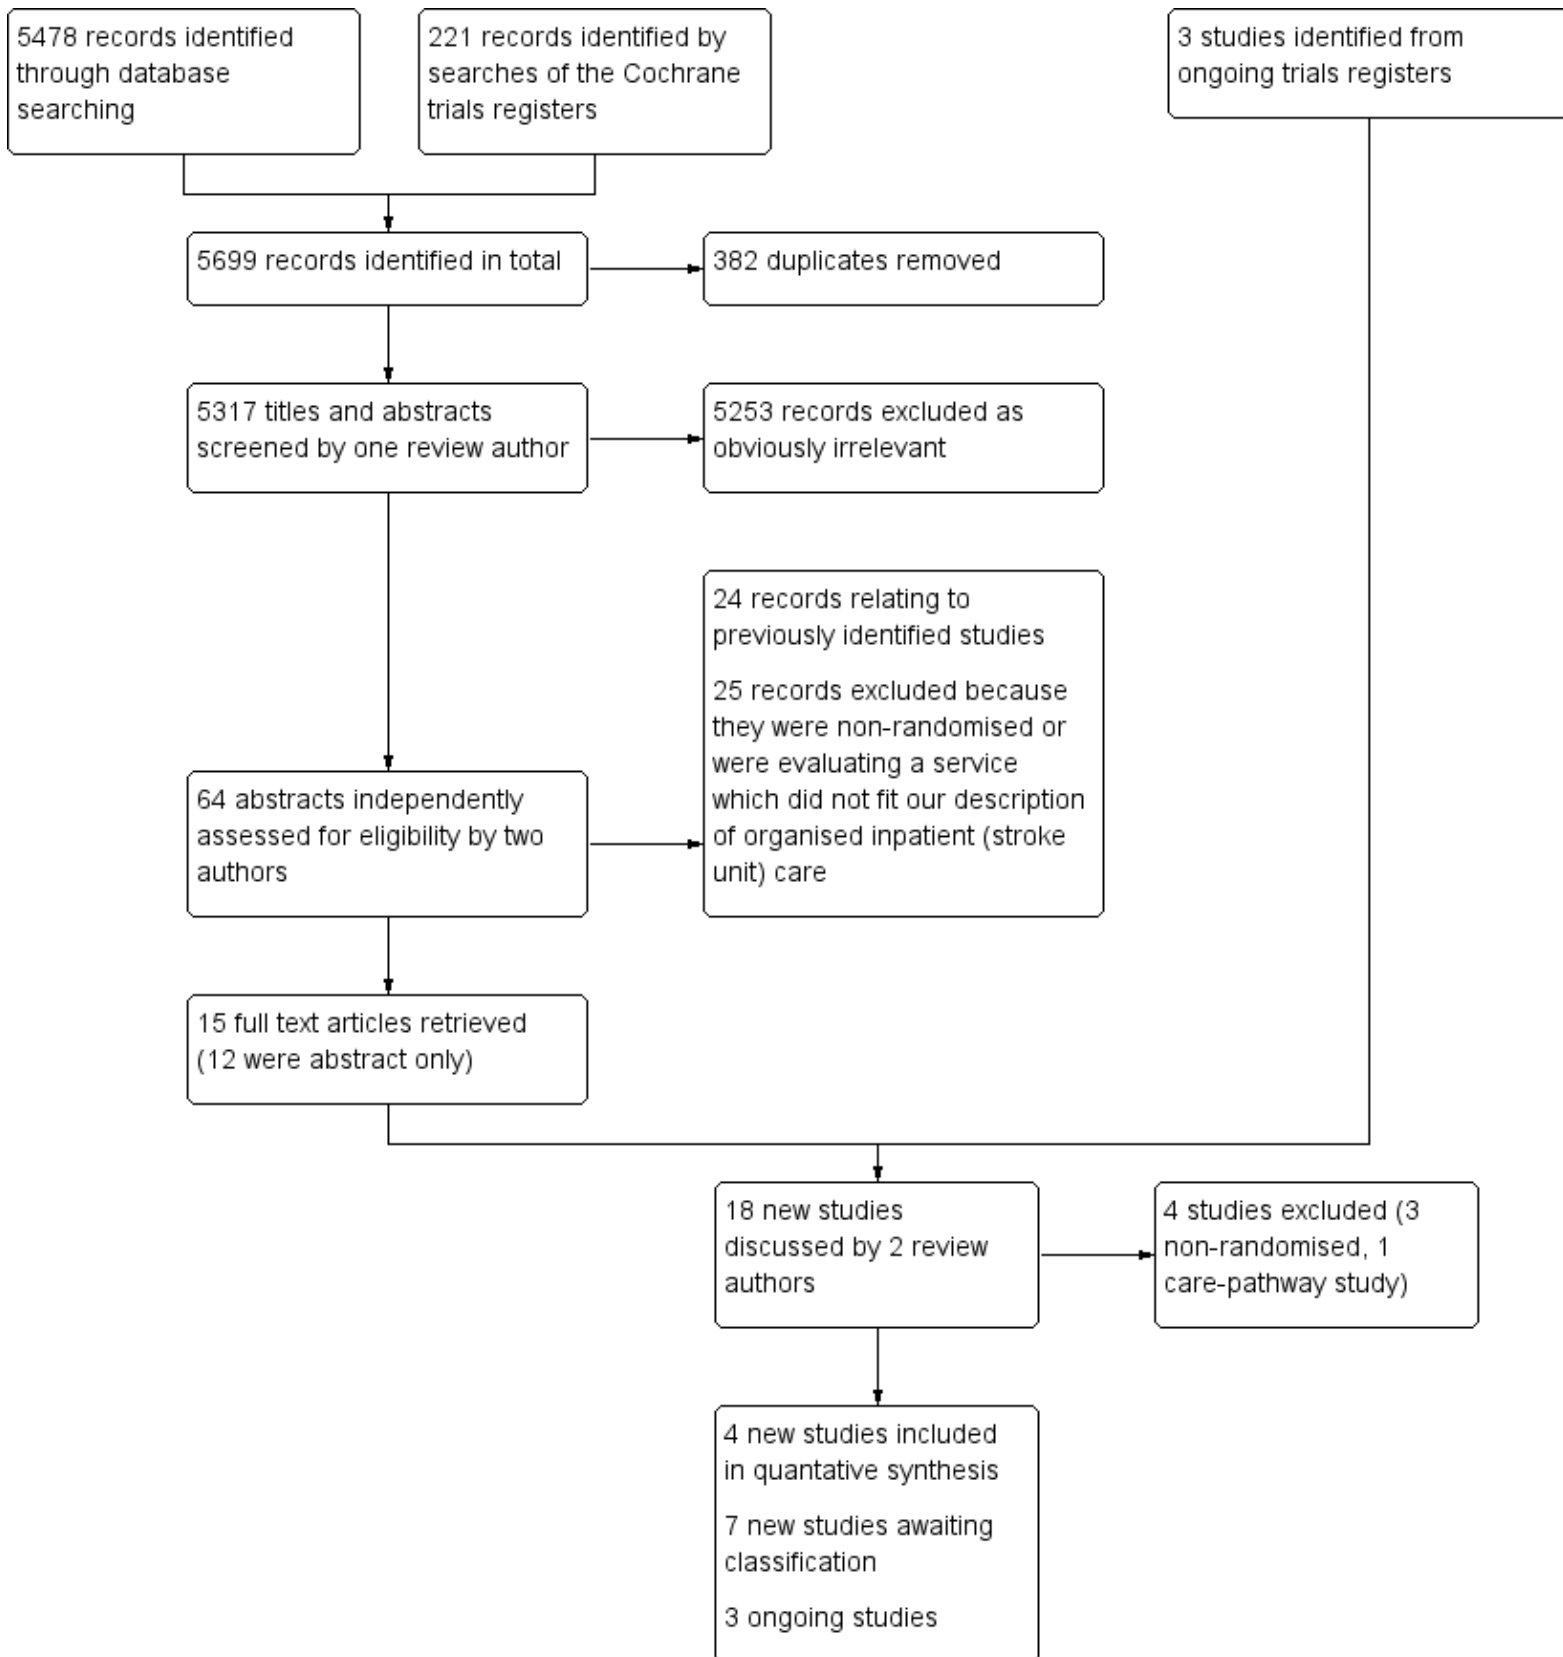 5478 records identified
through database
searching
221 records identified by
searches of the Cochrane
trials registers
3 studies identified from
ongoing trials registers
5699 records identified in total
382 duplicates removed
5317 titles and abstracts
screened by one review author
5253 records excluded as
obviously irrelevant
24 records relating to
previously identified studies
25 records excluded because
they were non-randomised or
were evaluating a service
which did not fit our description
of organised inpatient (stroke
unit) care
64 abstracts independently
assessed for eligibility by two
authors
15 full text articles retrieved
(12 were abstract only)
18 new studies
discussed by 2 review
authors
4 studies excluded (3
non-randomised, 1
care-pathway study)
4 new studies included
in quantative synthesis
7 new studies awaiting
classification
3 ongoing studies